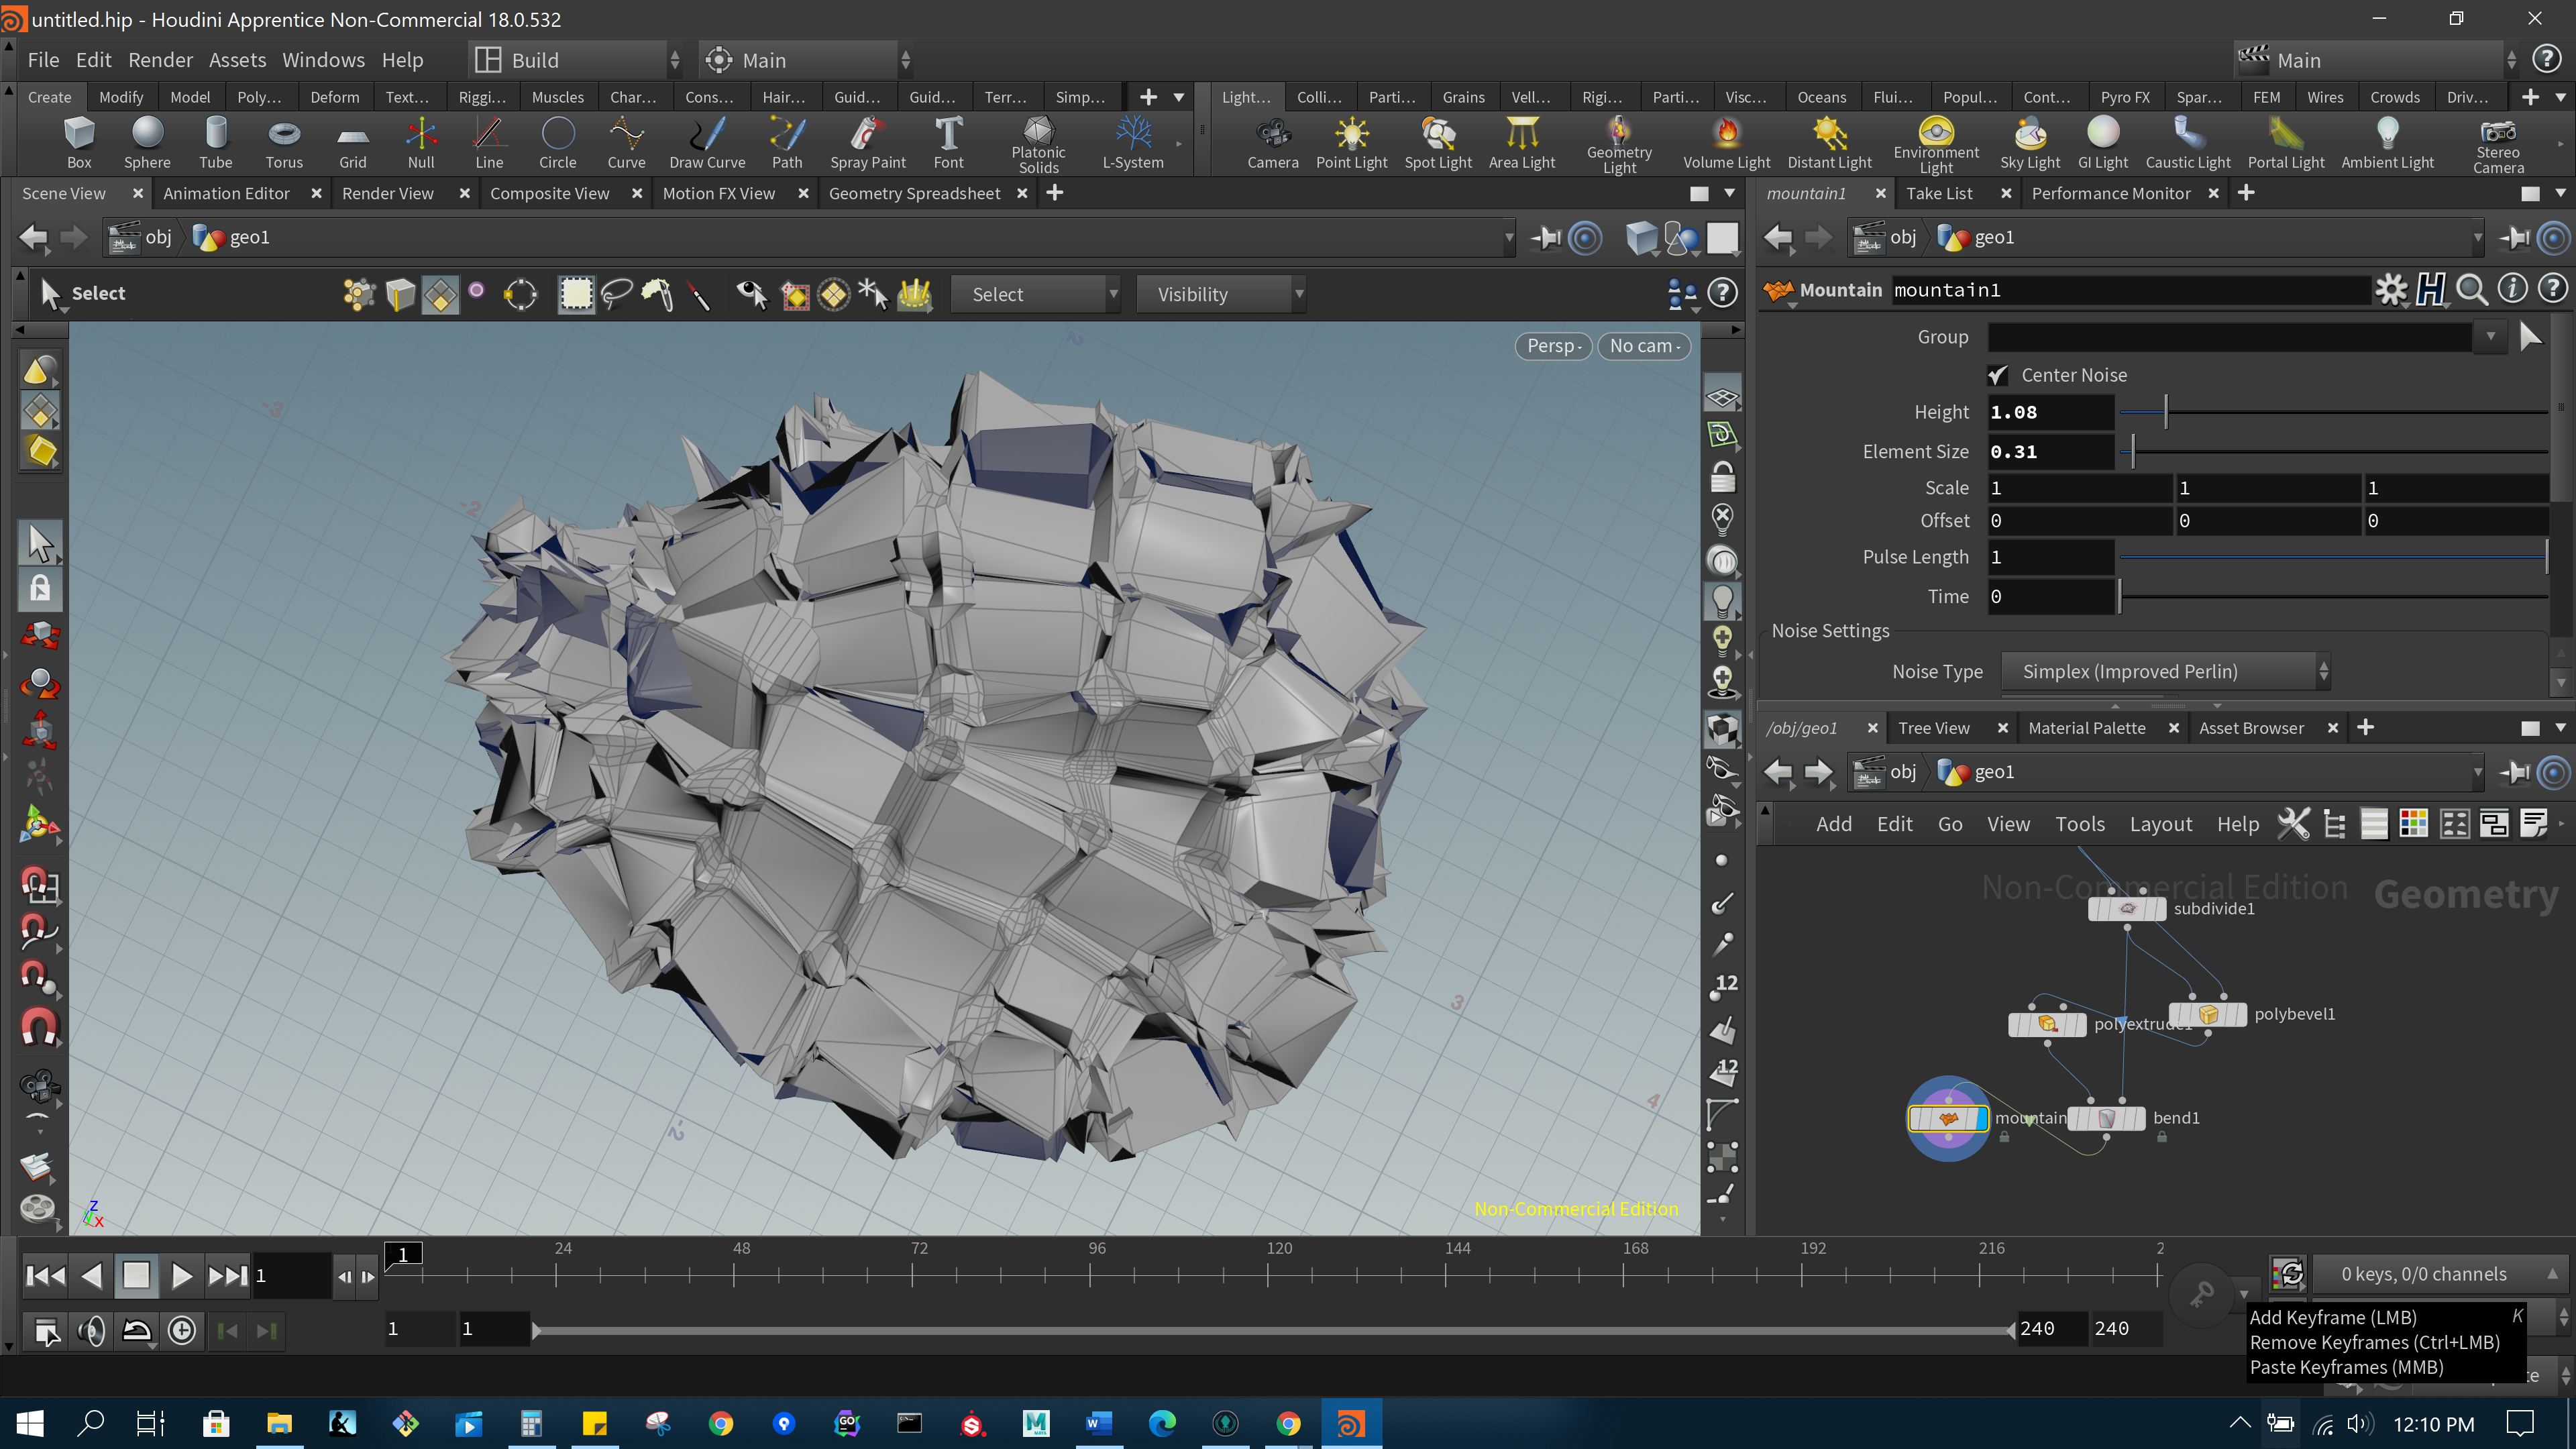 untitled.hip - Houdini Apprentice Non-Commercial 18.0.532
File Edit Render Assets Windows Help Build Main Main
Create Modify Model Poly... Deform Text... Riggi... Muscles Char... Cons... Hair... Guid... Guid... Terr... Simp... Light... Colli... Parti... Grains Vell... Rigi... Parti... Visc... Oceans Flui... Popul... Cont... Pyro FX Spar... FEM Wires Crowds Driv...
Box Sphere Tube Torus Grid Null Line Circle Curve Draw Curve Path Spray Paint Font Platonic Solids L-System Camera Point Light Spot Light Area Light Geometry Light Volume Light Distant Light Environment Light Sky Light GI Light Caustic Light Portal Light Ambient Light Stereo Camera
Scene View Animation Editor Render View Composite View Motion FX View Geometry Spreadsheet mountain1 Take List Performance Monitor
obj geo1 obj geo1
Select Select Visibility
Mountain mountain1
Persp No cam
Group
Center Noise
Height 1.08
Element Size 0.31
Scale 1 1 1
Offset 0 0 0
Pulse Length 1
Time 0
Noise Settings
Noise Type Simplex (Improved Perlin)
/obj/geo1 Tree View Material Palette Asset Browser
obj geo1
Add Edit Go View Tools Layout Help
Non-Commercial Edition Geometry
subdivide1
polyextrude1 polybevel1
mountain bend1
-3
-2
2
3
4
-2
12
12
Z
x
Non-Commercial Edition
1 1 24 48 72 96 120 144 168 192 216 2
0 keys, 0/0 channels
1 1 240 240
Add Keyframe (LMB) K
Remove Keyframes (Ctrl+LMB)
Paste Keyframes (MMB)
GO
MAYA
12:10 PM